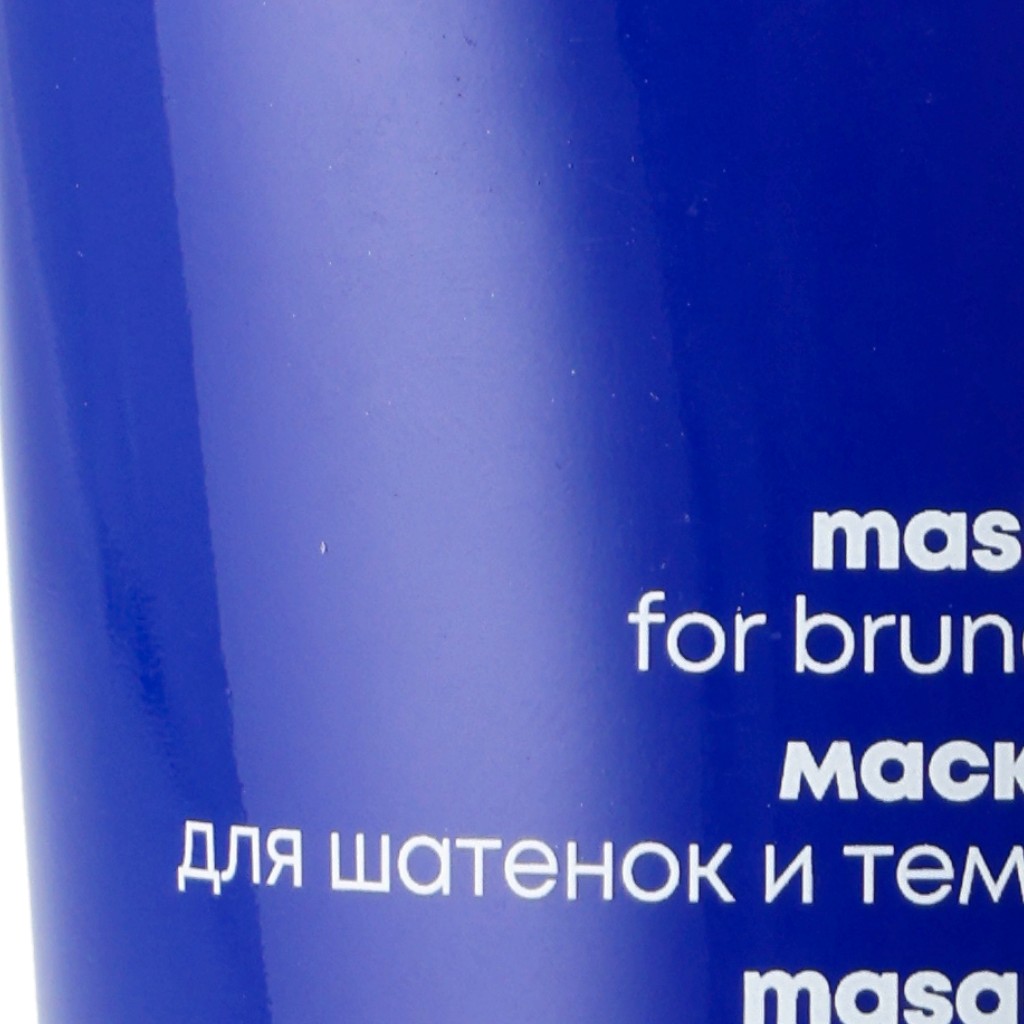 mas
for brun
маск
для шатенок и тем
masa